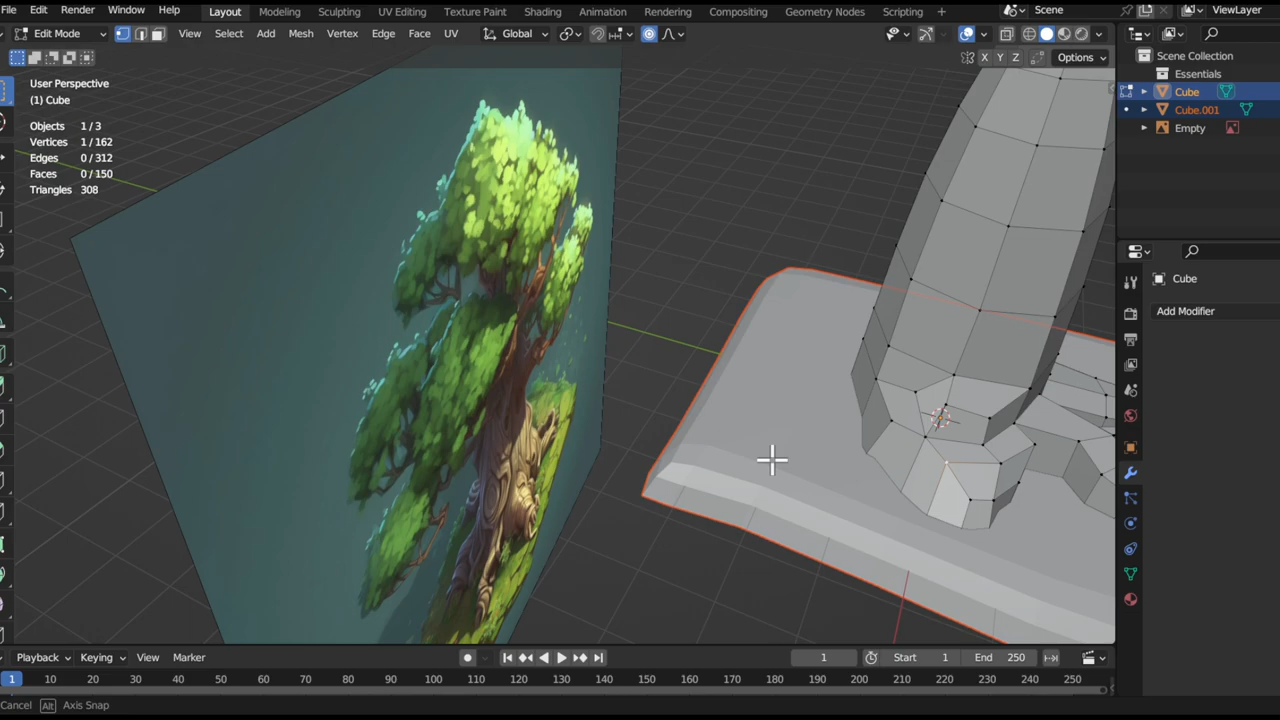 File Edit Render Window Help Layout Modeling Sculpting UV Editing Texture Paint Shading Animation Rendering Compositing Geometry Nodes Scripting + Scene ViewLayer
Edit Mode View Select Add Mesh Vertex Edge Face UV Global
X Y Z Options
User Perspective
(1) Cube
Objects 1 / 3
Vertices 1 / 162
Edges 0 / 312
Faces 0 / 150
Triangles 308
Scene Collection
Essentials
Cube
Cube.001
Empty
Cube
Add Modifier
Playback Keying View Marker 1 Start 1 End 250
1 10 20 30 40 50 60 70 80 90 100 110 120 130 140 150 160 170 180 190 200 210 220 230 240 250
Cancel Alt Axis Snap